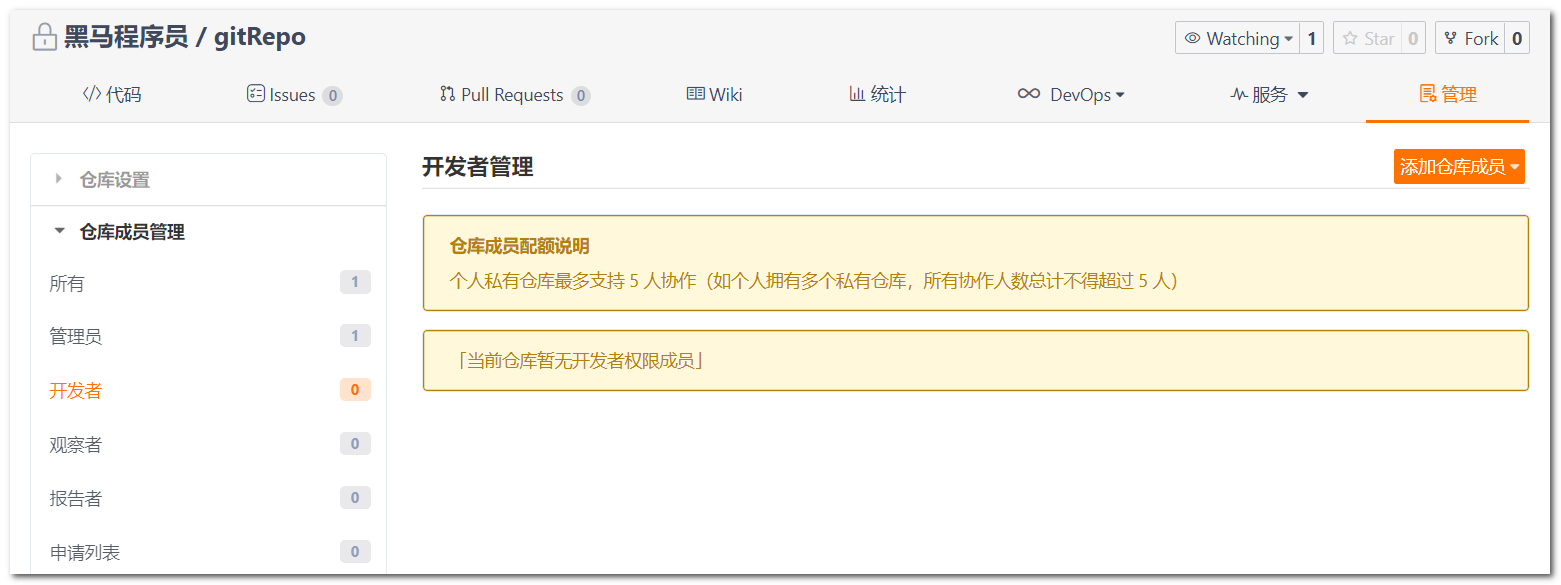 黑马程序员 / gitRepo
Watching 1 Star 0 Fork 0
代码 Issues 0 Pull Requests 0 Wiki 统计 DevOps 服务 管理
仓库设置
仓库成员管理
所有 1
管理员 1
开发者 0
观察者 0
报告者 0
申请列表 0
开发者管理 添加仓库成员
仓库成员配额说明
个人私有仓库最多支持 5 人协作（如个人拥有多个私有仓库，所有协作人数总计不得超过 5 人）
「当前仓库暂无开发者权限成员」